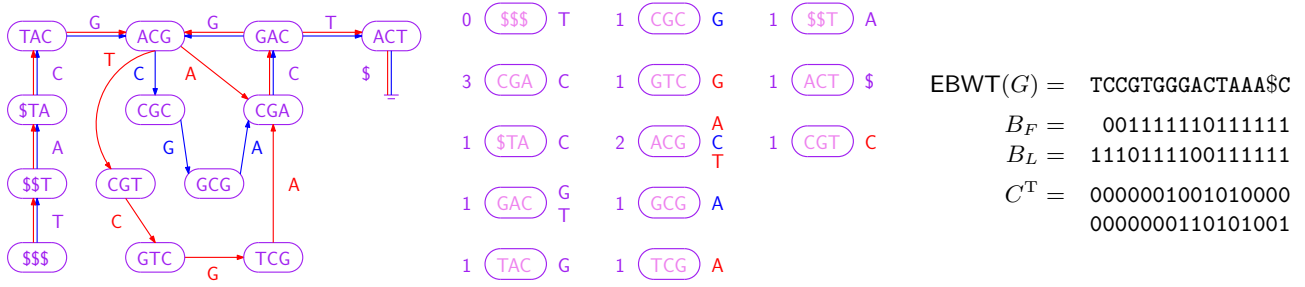 G G T
TAC ACG GAC ACT
T
C C A C $
$TA CGC CGA
A G A
$$T CGT GCG A
T C
$$$ GTC TCG
G
0 $$$ T 1 CGC G 1 $$T A
3 CGA C 1 GTC G 1 ACT $
1 $TA C 2 ACG A C T 1 CGT C
1 GAC G T 1 GCG A
1 TAC G 1 TCG A
EBWT(G) = TCCGTGGGACTAAA$C
B_F = 001111110111111
B_L = 1110111100111111
C^T = 0000001001010000
0000000110101001